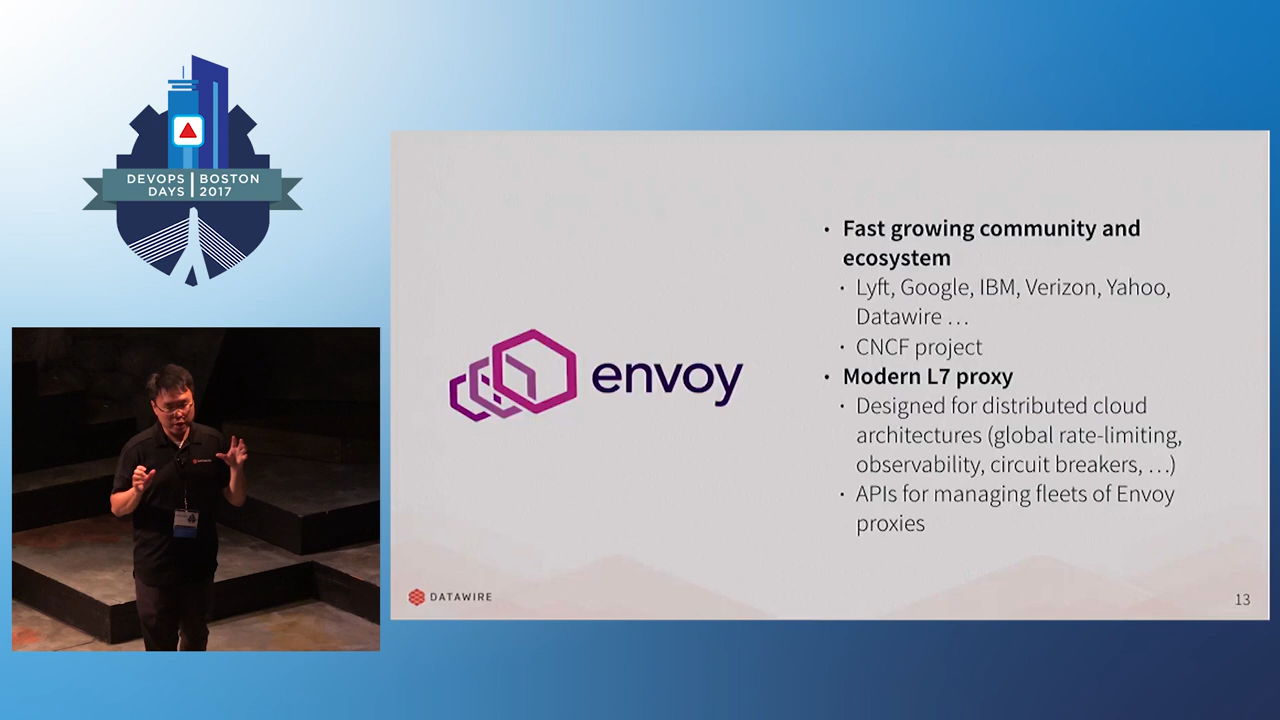 DEVOPS DAYS | BOSTON 2017
envoy
• Fast growing community and
ecosystem
• Lyft, Google, IBM, Verizon, Yahoo,
Datawire …
• CNCF project
• Modern L7 proxy
• Designed for distributed cloud
architectures (global rate-limiting,
observability, circuit breakers, …)
• APIs for managing fleets of Envoy
proxies
DATAWIRE
13
DATAWIRE